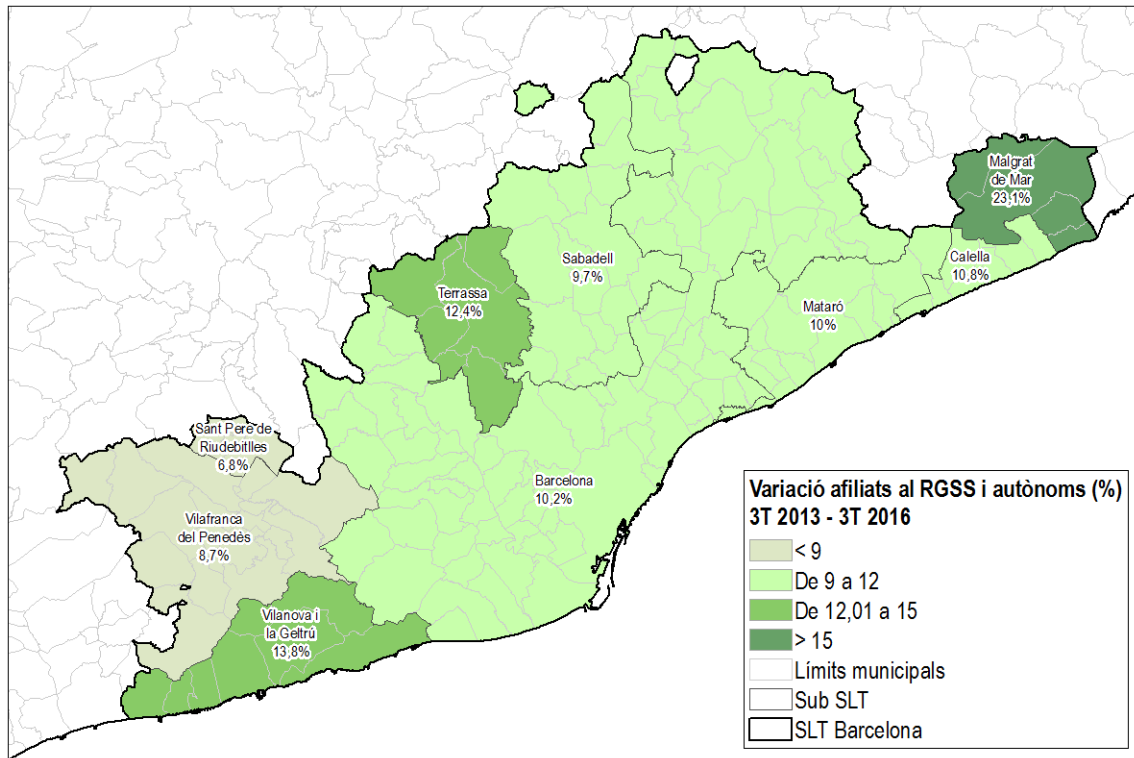 Malgrat
de Mar
23,1%
Calella
10,8%
Sabadell
9,7%
Terrassa
12,4%
Mataró
10%
Sant Pere de
Riudebitlles
6,8%
Barcelona
10,2%
Vilafranca
del Penedès
8,7%
Vilanova i
la Geltrú
13,8%
Variació afiliats al RGSS i autònoms (%)
3T 2013 - 3T 2016
< 9
De 9 a 12
De 12,01 a 15
> 15
Límits municipals
Sub SLT
SLT Barcelona